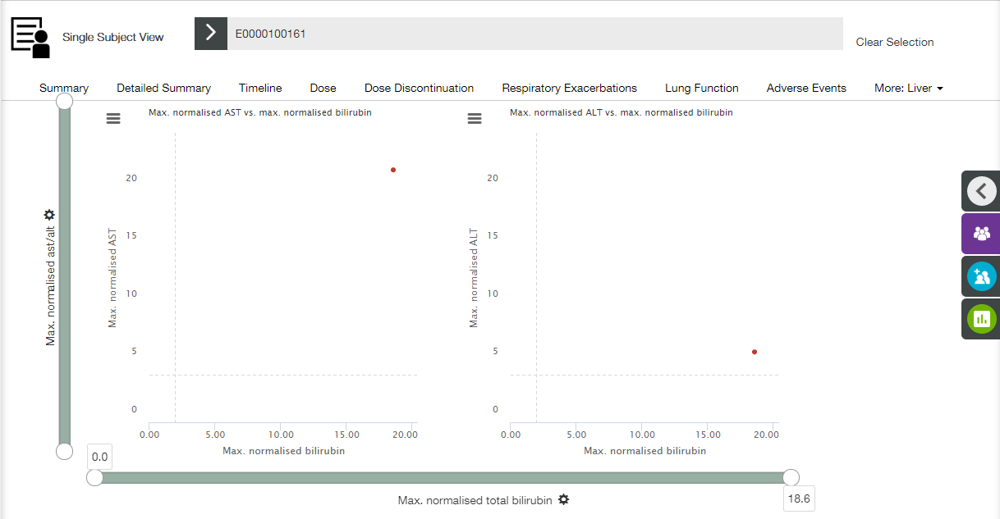 Single Subject View
E0000100161
Clear Selection
Summary
Detailed Summary
Timeline
Dose
Dose Discontinuation
Respiratory Exacerbations
Lung Function
Adverse Events
More: Liver
Max. normalised ast/alt
Max. normalised AST vs. max. normalised bilirubin
Max. normalised AST
20
15
10
5
0
0.00
5.00
10.00
15.00
20.00
Max. normalised bilirubin
Max. normalised ALT vs. max. normalised bilirubin
Max. normalised ALT
20
15
10
5
0
0.00
5.00
10.00
15.00
20.00
Max. normalised bilirubin
0.0
18.6
Max. normalised total bilirubin